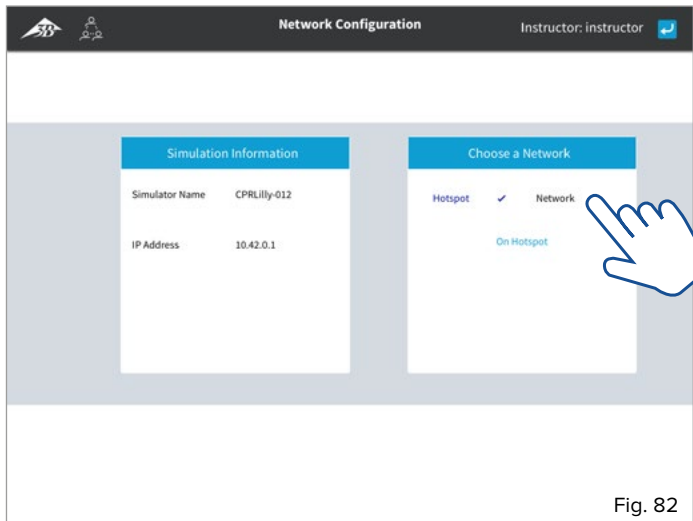 3B
Network Configuration
Instructor: instructor
Simulation Information
Simulator Name CPRLilly-012
IP Address 10.42.0.1
Choose a Network
Hotspot ✓ Network
On Hotspot
Fig. 82